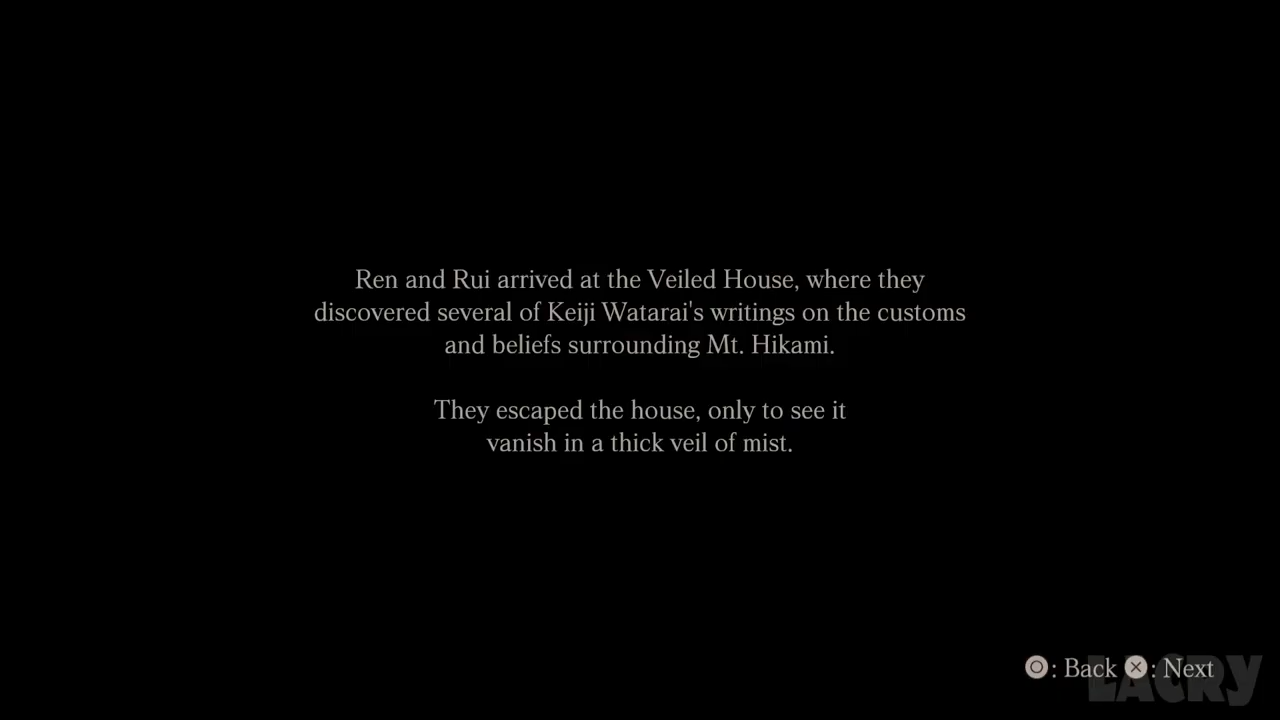 Ren and Rui arrived at the Veiled House, where they
discovered several of Keiji Watarai's writings on the customs
and beliefs surrounding Mt. Hikami.
They escaped the house, only to see it
vanish in a thick veil of mist.
: Back : Next
LACRY